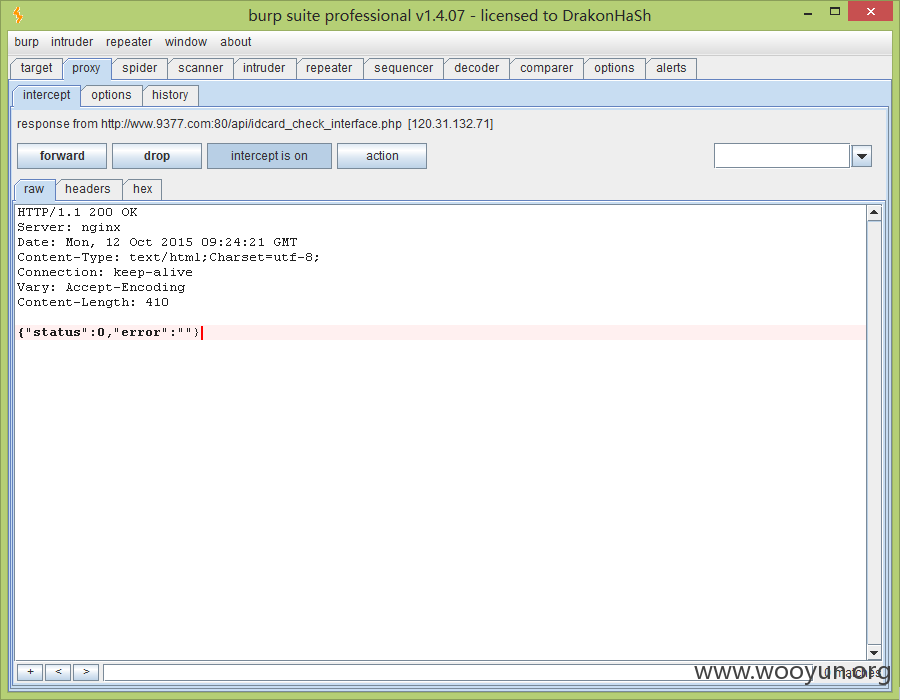 burp suite professional v1.4.07 - licensed to DrakonHaSh
burp intruder repeater window about
target proxy spider scanner intruder repeater sequencer decoder comparer options alerts
intercept options history
response from http://wvw.9377.com:80/api/idcard_check_interface.php [120.31.132.71]
forward drop intercept is on action
raw headers hex
HTTP/1.1 200 OK
Server: nginx
Date: Mon, 12 Oct 2015 09:24:21 GMT
Content-Type: text/html;Charset=utf-8;
Connection: keep-alive
Vary: Accept-Encoding
Content-Length: 410
{"status":0,"error":""}
+ < > 0 matches
www.wooyun.org